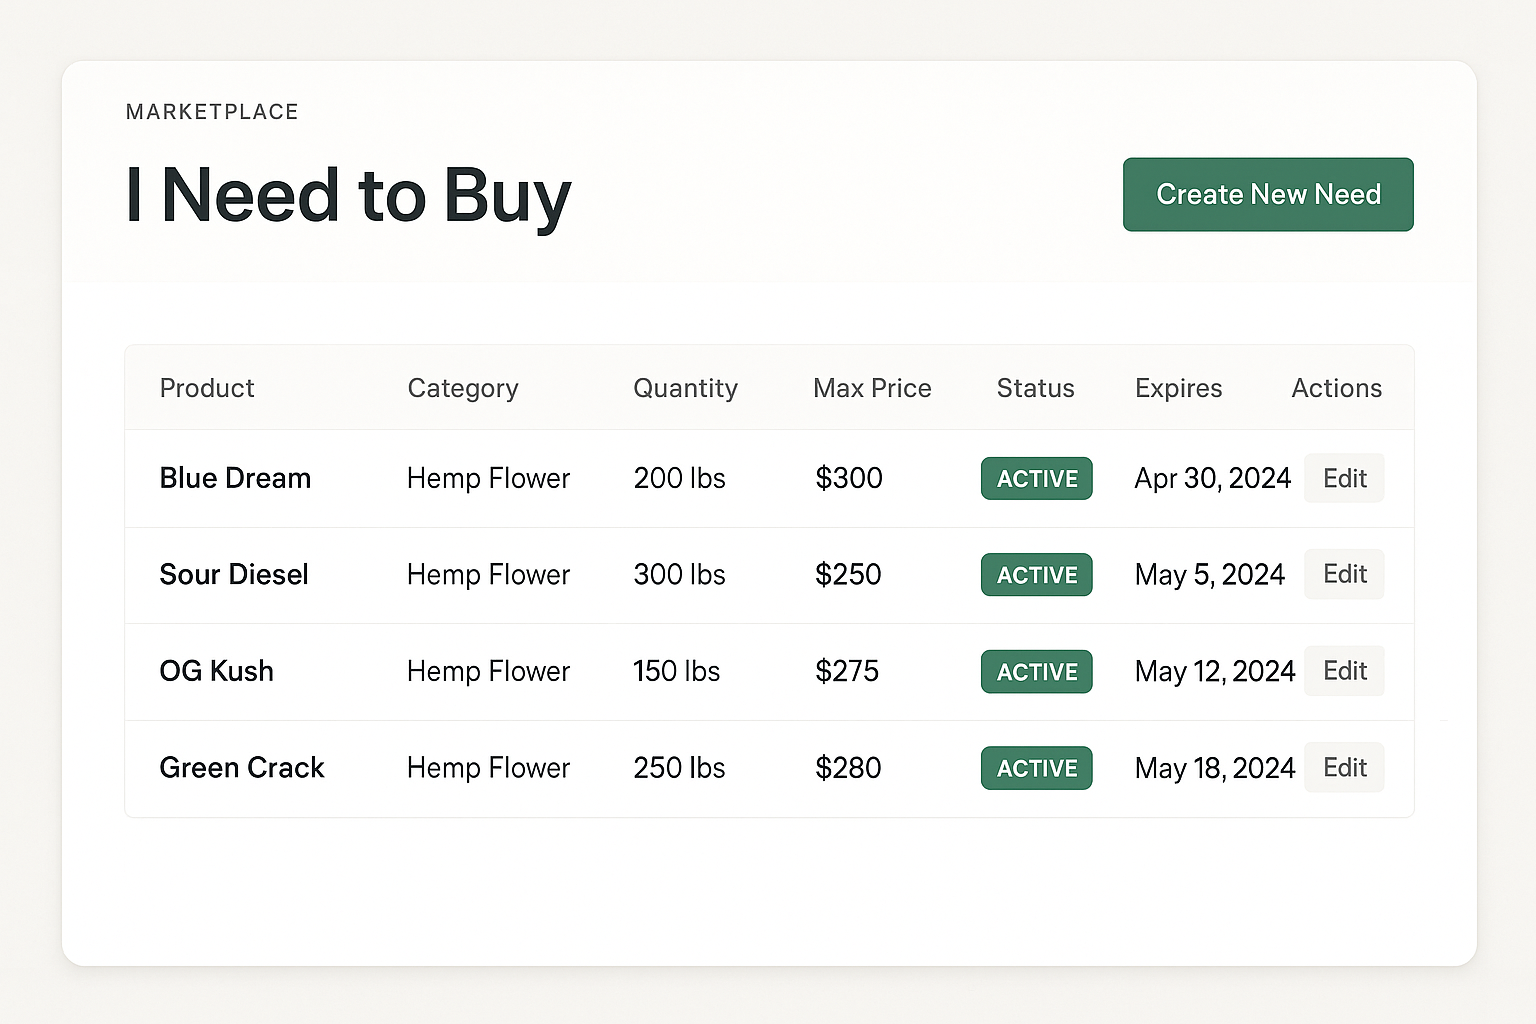 MARKETPLACE
I Need to Buy
Create New Need
Product Category Quantity Max Price Status Expires Actions
Blue Dream Hemp Flower 200 lbs $300 ACTIVE Apr 30, 2024 Edit
Sour Diesel Hemp Flower 300 lbs $250 ACTIVE May 5, 2024 Edit
OG Kush Hemp Flower 150 lbs $275 ACTIVE May 12, 2024 Edit
Green Crack Hemp Flower 250 lbs $280 ACTIVE May 18, 2024 Edit